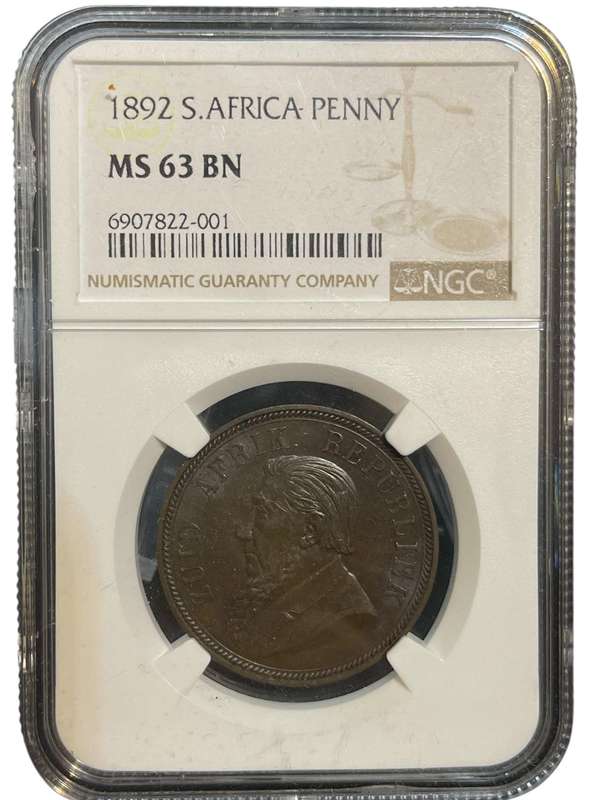 1892 S.AFRICA PENNY
MS 63 BN
6907822-001
NUMISMATIC GUARANTY COMPANY
NGC®
ZUID AFRIK. REPUBLIEK